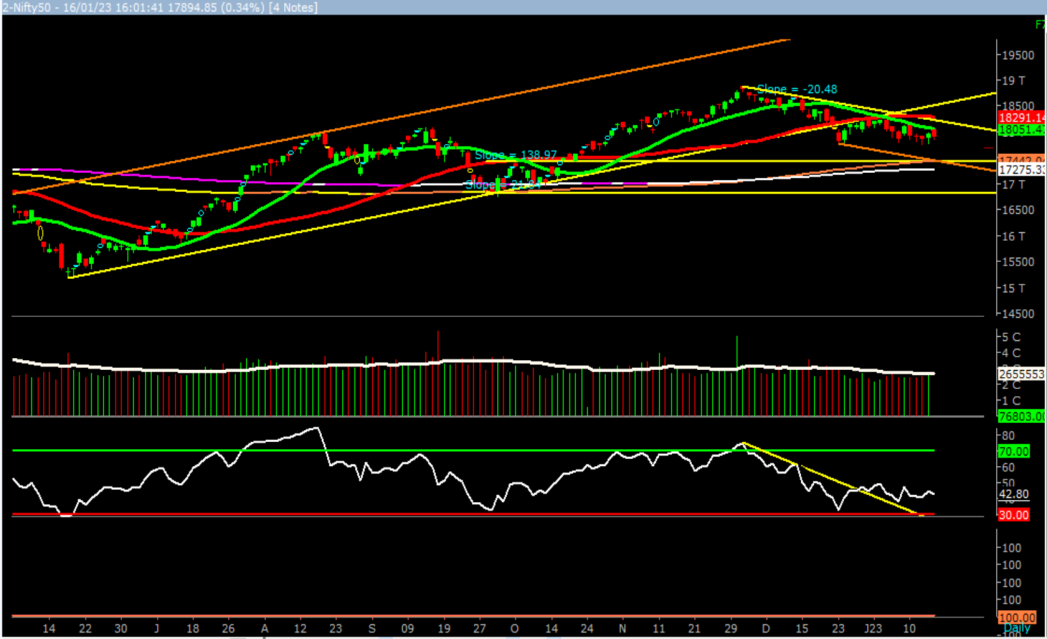 2-Nifty50 - 16/01/23 16:01:41 17894.85 (0.34%) [4 Notes]
19500
19 T
Slope = -20.48
18500
18291.14
18051.47
Slope = 138.97
17275.33
17 T
16500
16 T
15500
15 T
14500
5 C
4 C
2655553
2 C
1 C
76803.00
80
70.00
60
50
42.80
30.00
100
100
100
100
100.00
14 22 30 J 18 26 A 12 23 S 09 19 27 O 14 24 N 11 21 29 D 15 23 J23 10
Daily